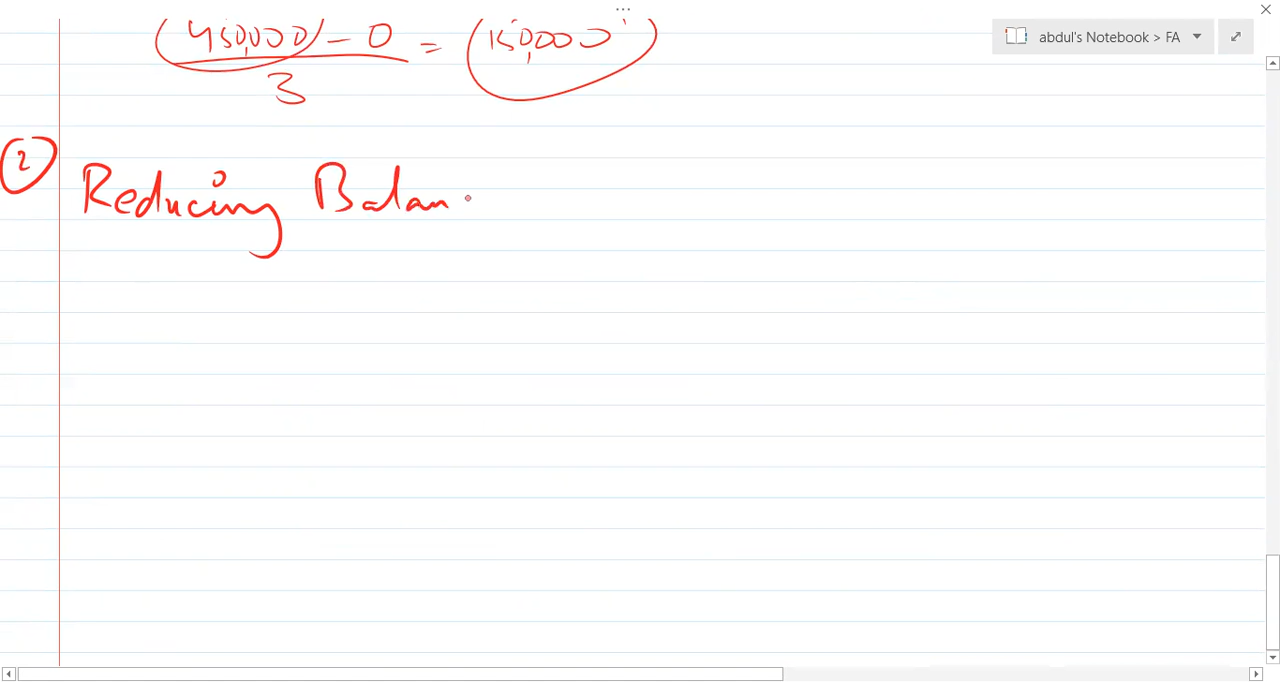 ...
abdul's Notebook > FA
(450,000) - 0 = (150,000)
3
2 Reducing Balan